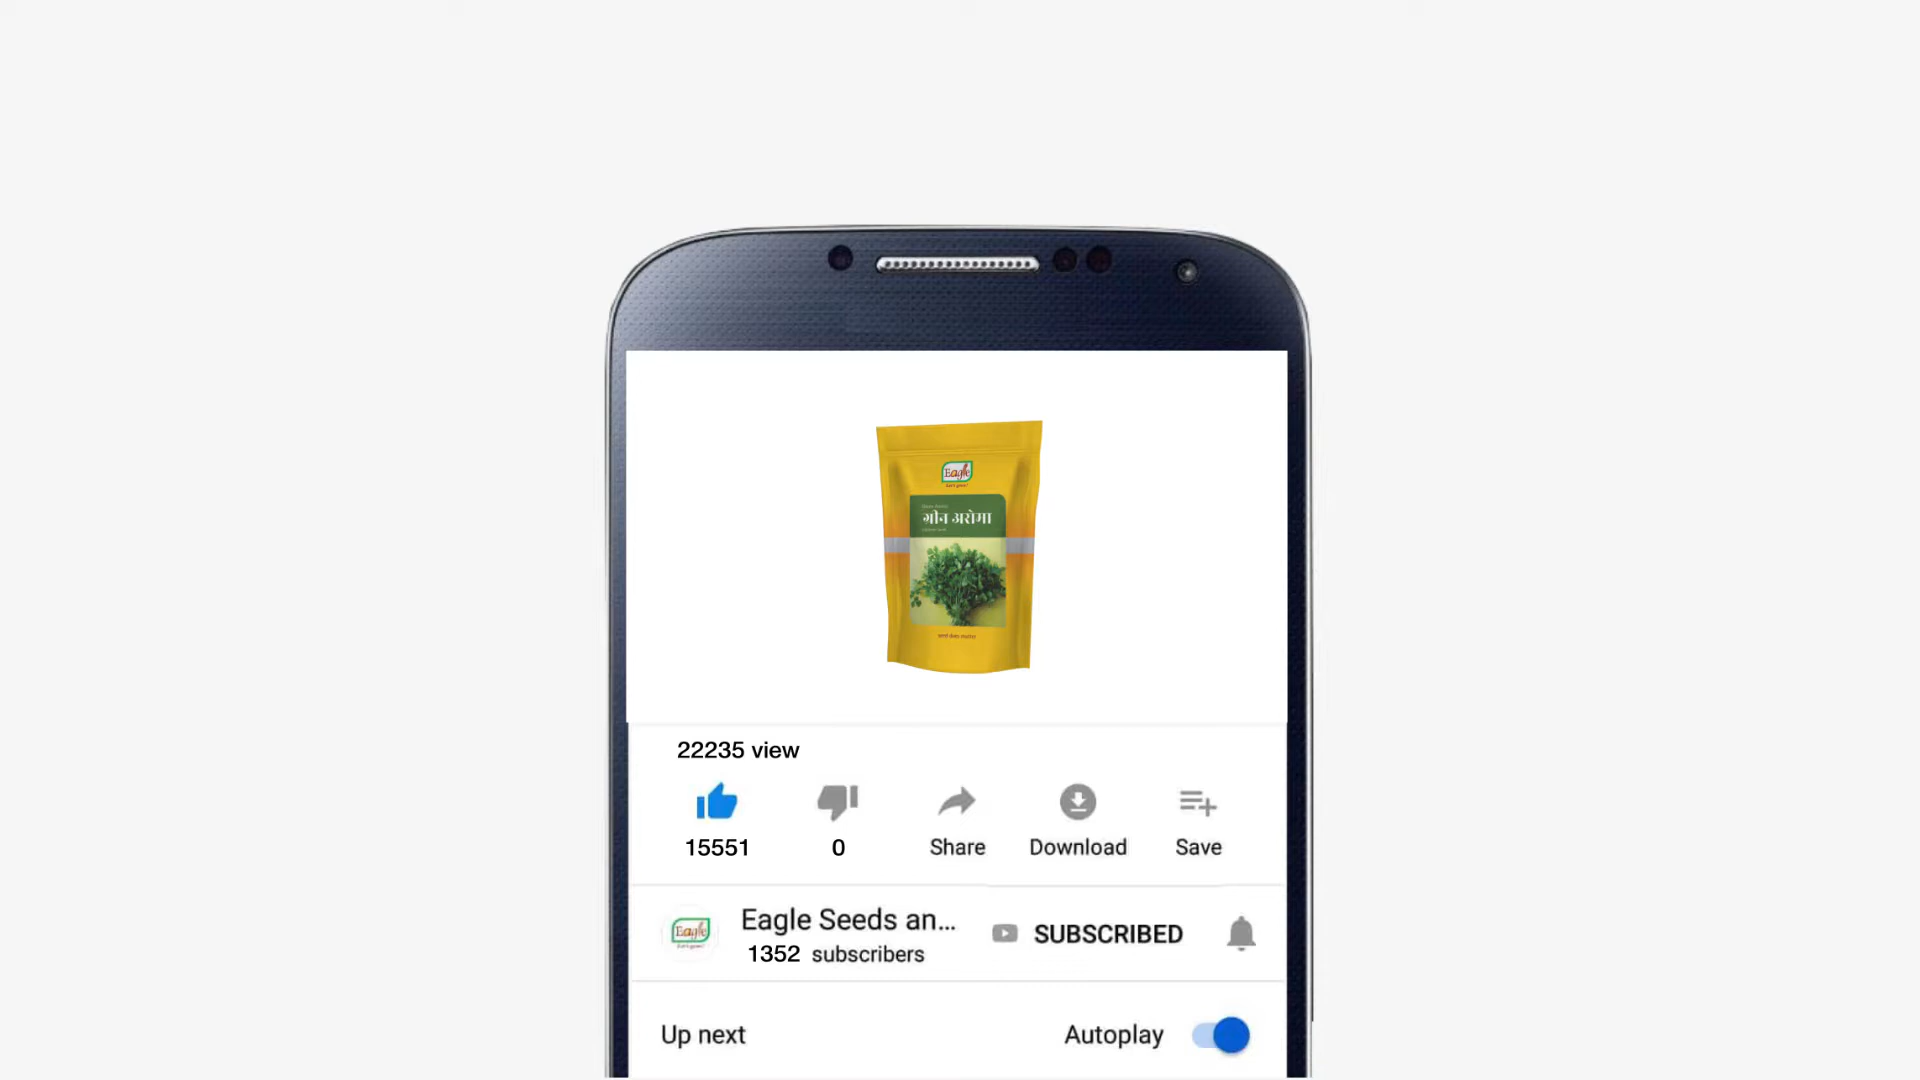 Eagle
ग्रीन अरोमा
22235 view
15551
0
Share
Download
Save
Eagle
Eagle Seeds an...
SUBSCRIBED
1352 subscribers
Up next
Autoplay